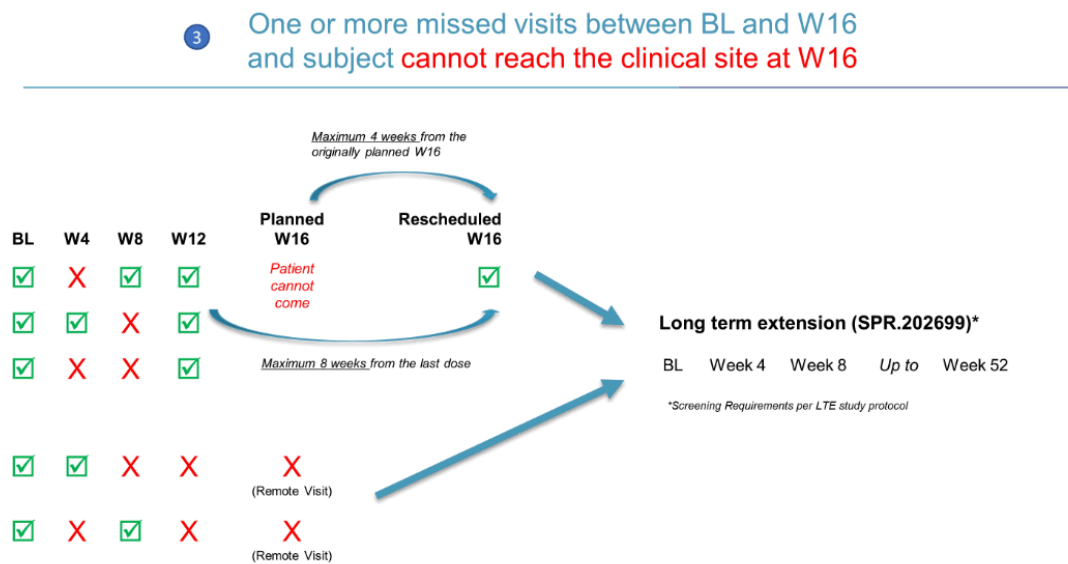 3
One or more missed visits between BL and W16
and subject cannot reach the clinical site at W16
Maximum 4 weeks from the
originally planned W16
Planned
W16
Rescheduled
W16
BL W4 W8 W12
Patient
cannot
come
Maximum 8 weeks from the last dose
Long term extension (SPR.202699)*
BL Week 4 Week 8 Up to Week 52
*Screening Requirements per LTE study protocol
(Remote Visit)
(Remote Visit)